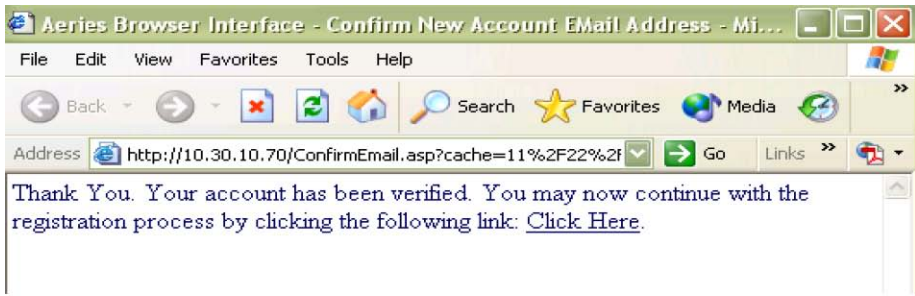 Aeries Browser Interface - Confirm New Account EMail Address - Mi...
File Edit View Favorites Tools Help
Back Search Favorites Media »
Address http://10.30.10.70/ConfirmEmail.asp?cache=11%2F22%2F Go Links »
Thank You. Your account has been verified. You may now continue with the
registration process by clicking the following link: Click Here.